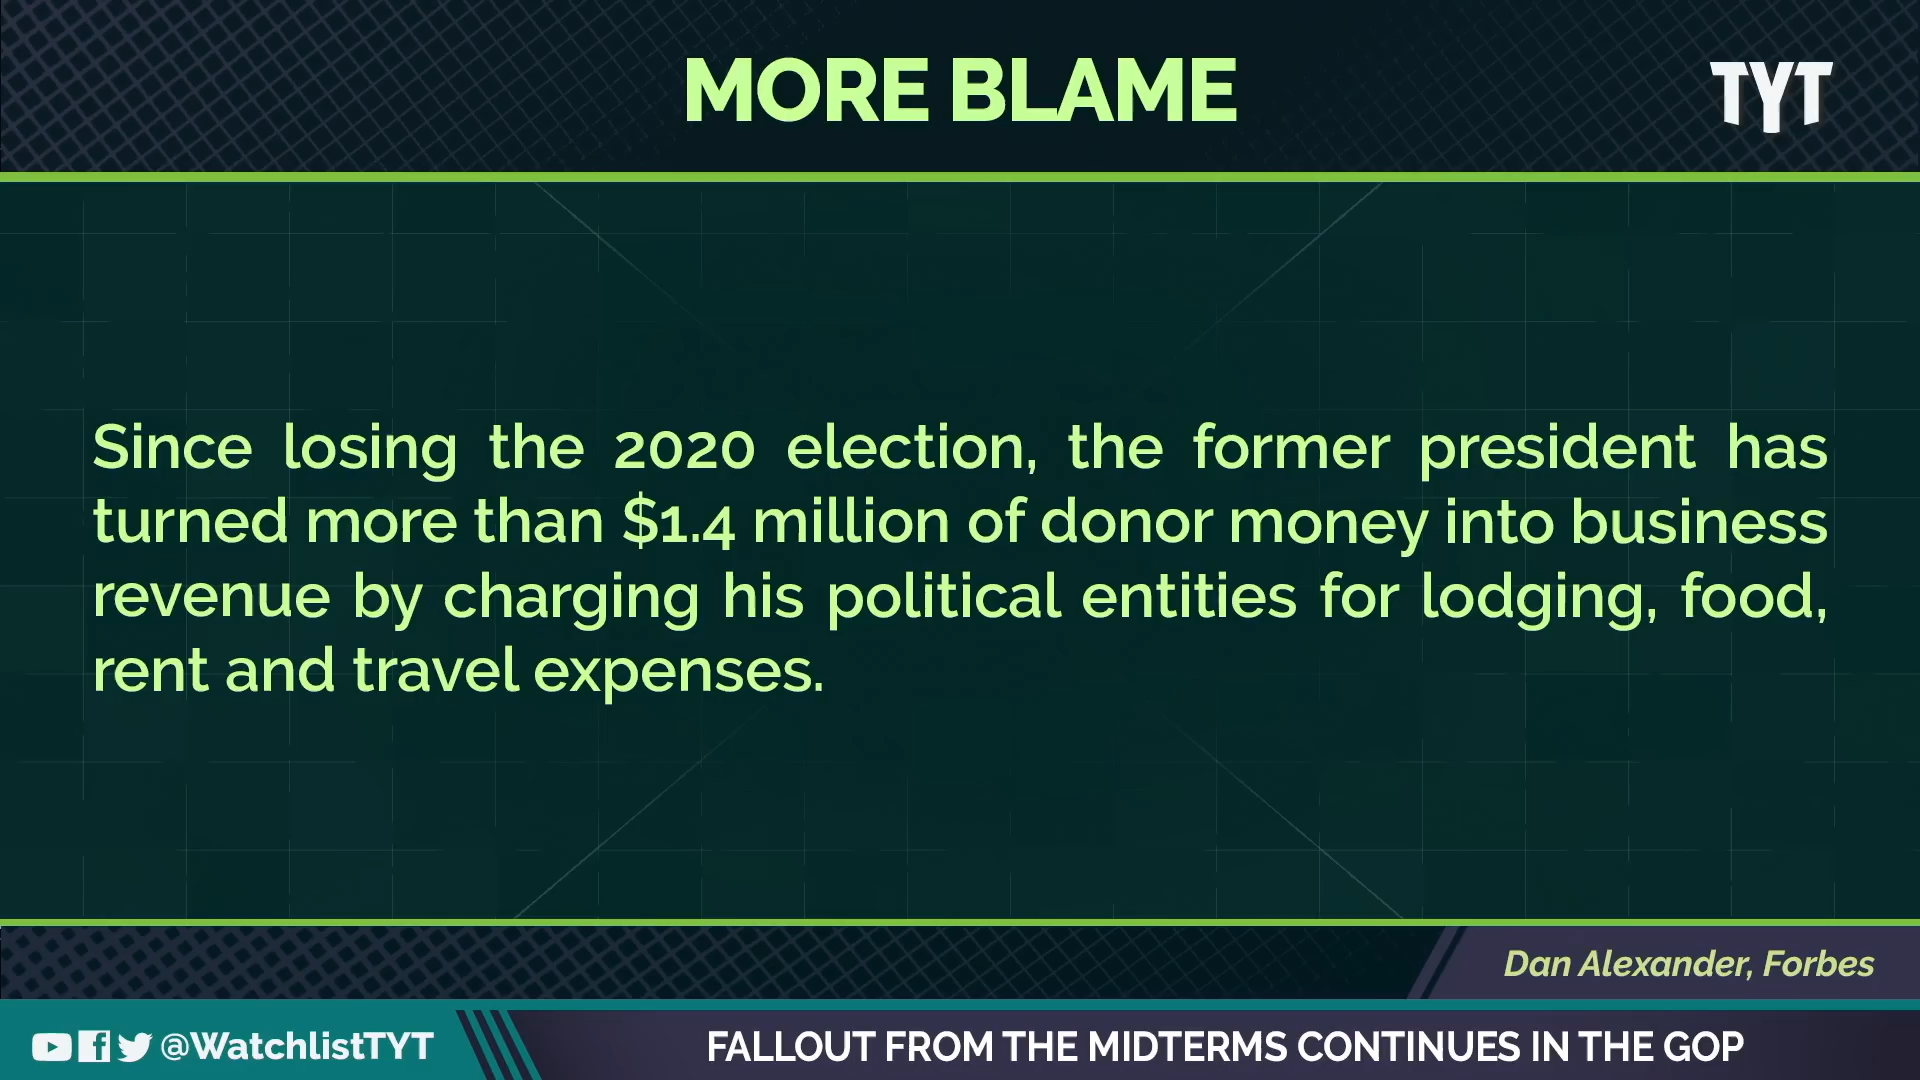 MORE BLAME
TYT
Since losing the 2020 election, the former president has
turned more than $1.4 million of donor money into business
revenue by charging his political entities for lodging, food,
rent and travel expenses.
Dan Alexander, Forbes
@WatchlistTYT
FALLOUT FROM THE MIDTERMS CONTINUES IN THE GOP